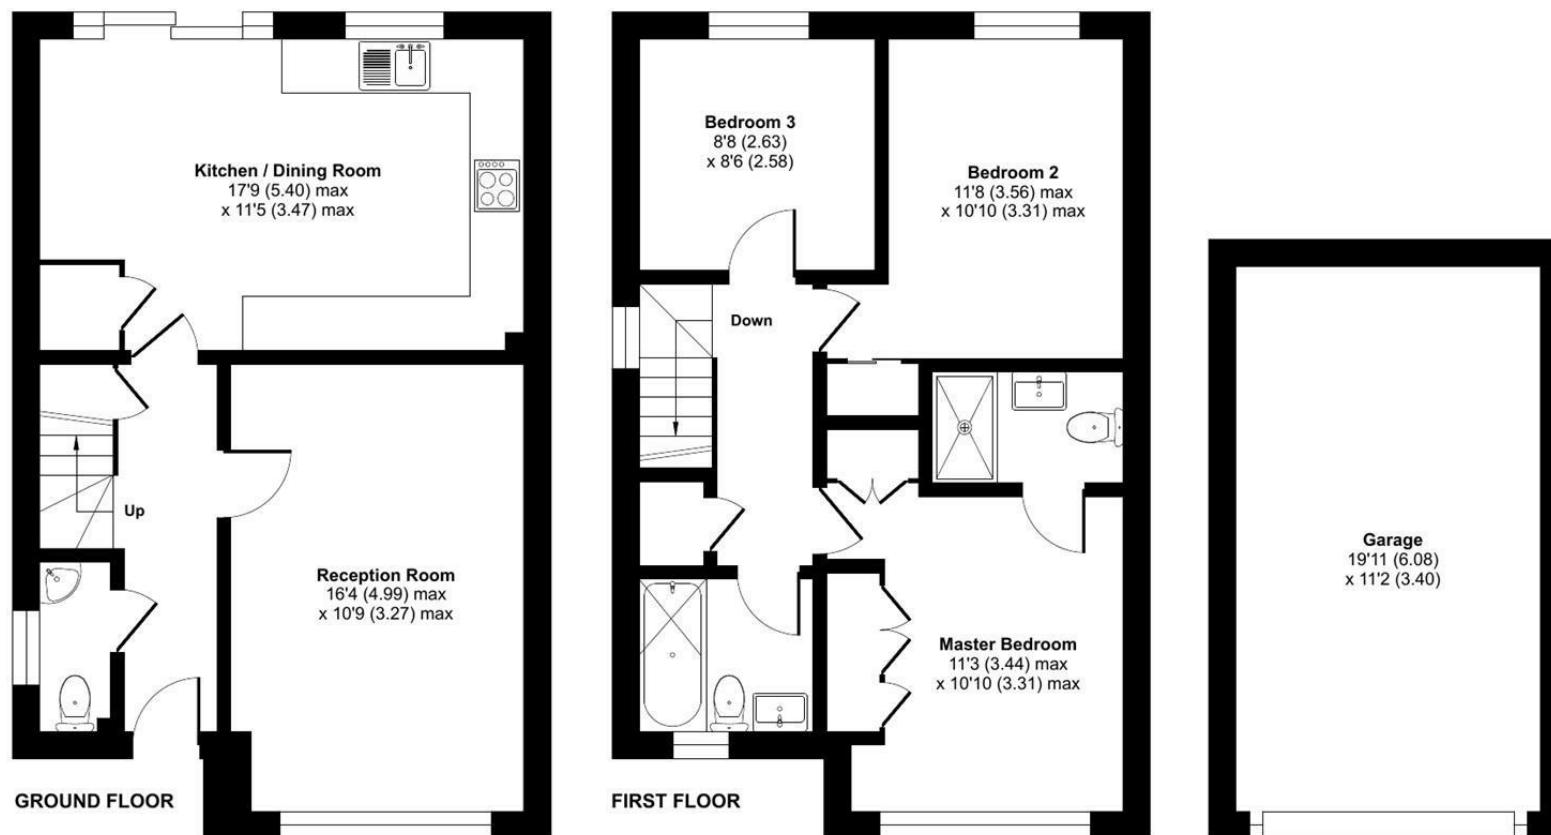 Kitchen / Dining Room
17'9 (5.40) max
x 11'5 (3.47) max
Up
Reception Room
16'4 (4.99) max
x 10'9 (3.27) max
GROUND FLOOR
Bedroom 3
8'8 (2.63)
x 8'6 (2.58)
Bedroom 2
11'8 (3.56) max
x 10'10 (3.31) max
Down
Master Bedroom
11'3 (3.44) max
x 10'10 (3.31) max
FIRST FLOOR
Garage
19'11 (6.08)
x 11'2 (3.40)